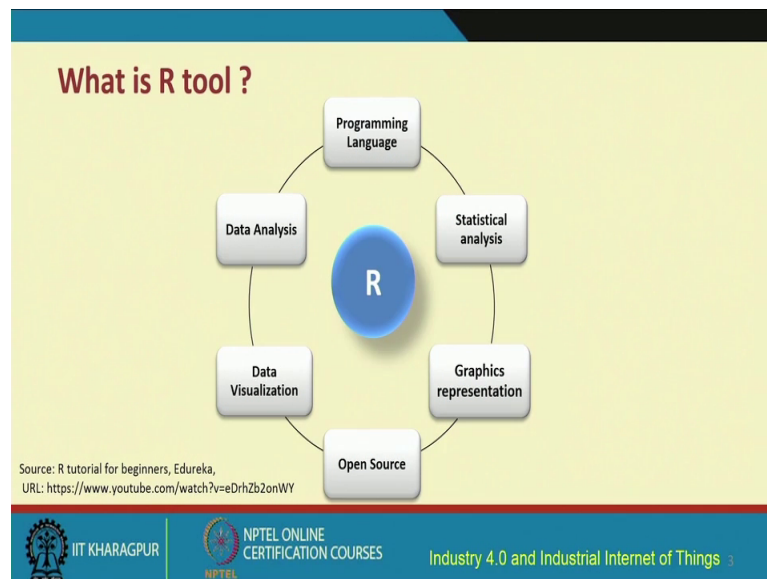 What is R tool ?
Programming
Language
Statistical
analysis
Graphics
representation
Open Source
Data
Visualization
Data Analysis
R
Source: R tutorial for beginners, Edureka,
URL: https://www.youtube.com/watch?v=eDrhZb2onWY
IIT KHARAGPUR
NPTEL
NPTEL ONLINE
CERTIFICATION COURSES
Industry 4.0 and Industrial Internet of Things 3